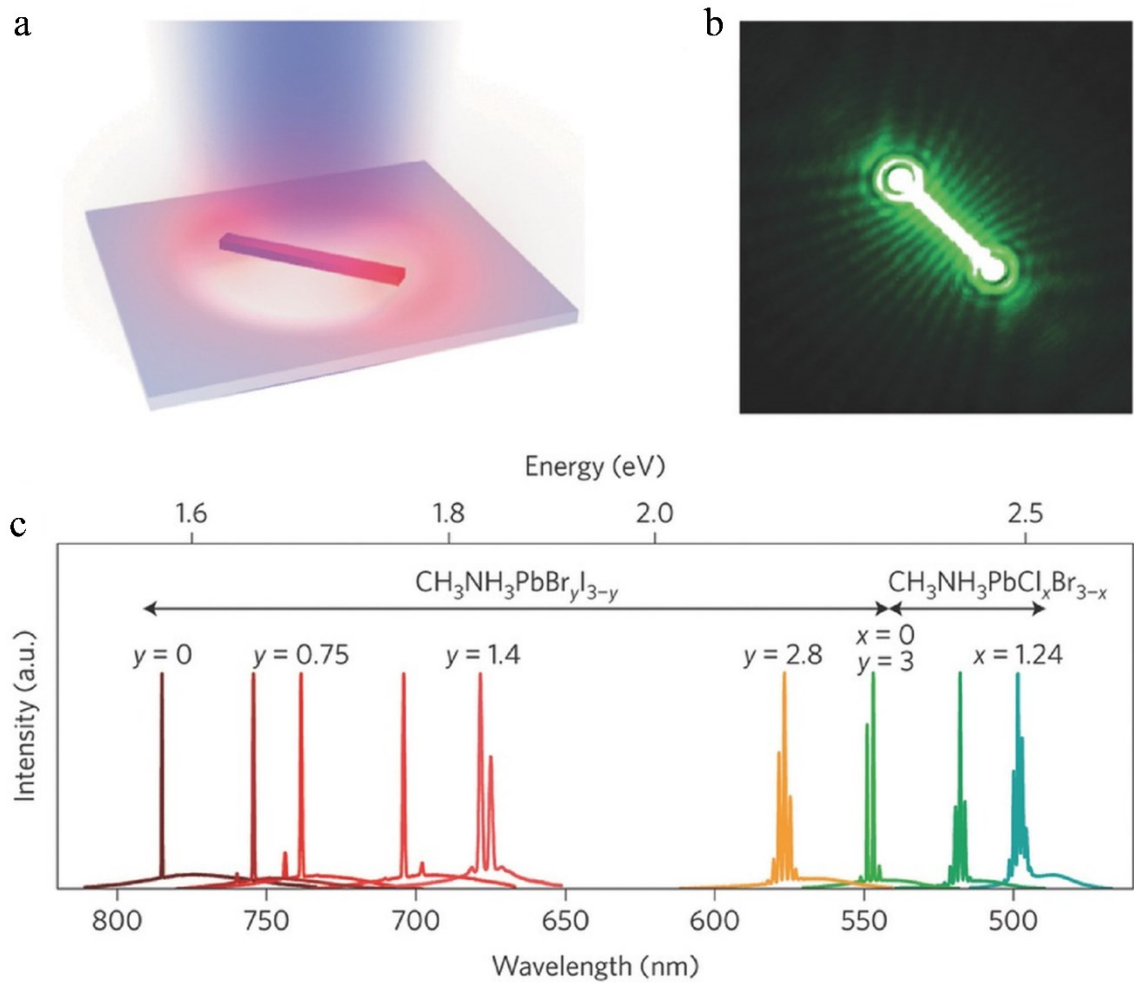 a
b
Energy (eV)
c
1.6 1.8 2.0 2.5
CH₃NH₃PbBrᵧI₃₋ᵧ CH₃NH₃PbClₓBr₃₋ₓ
x = 0
y = 0 y = 0.75 y = 1.4 y = 2.8 y = 3 x = 1.24
Intensity (a.u.)
800 750 700 650 600 550 500
Wavelength (nm)